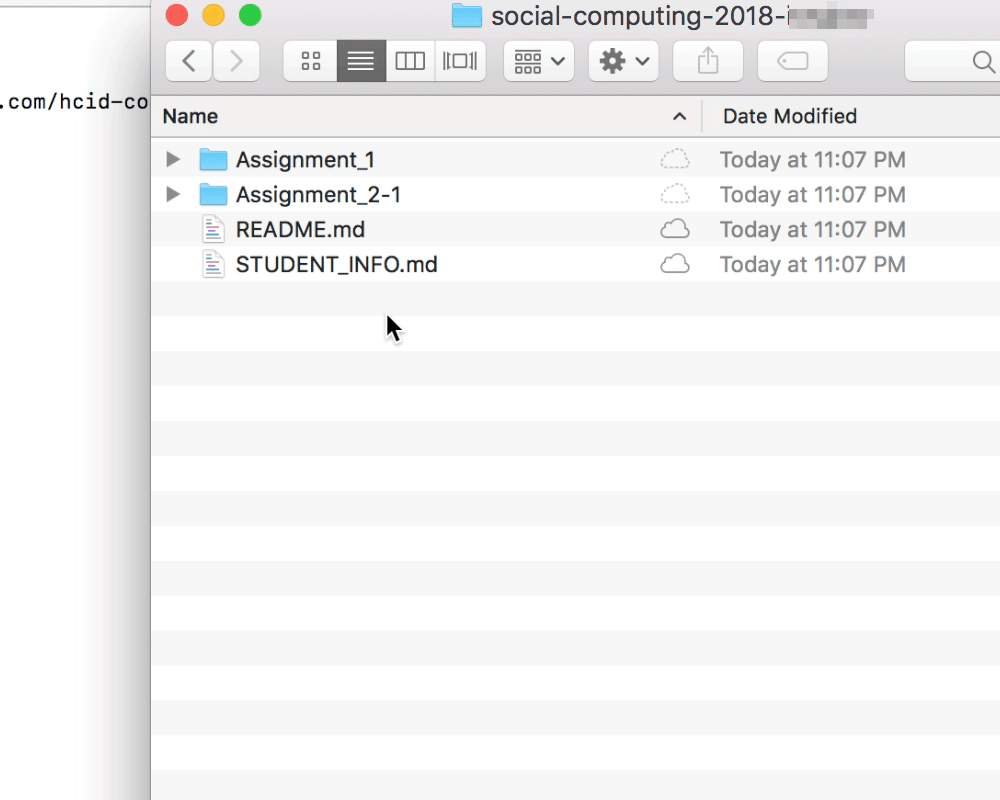 social-computing-2018-
.com/hcid-co
Name Date Modified
Assignment_1 Today at 11:07 PM
Assignment_2-1 Today at 11:07 PM
README.md Today at 11:07 PM
STUDENT_INFO.md Today at 11:07 PM